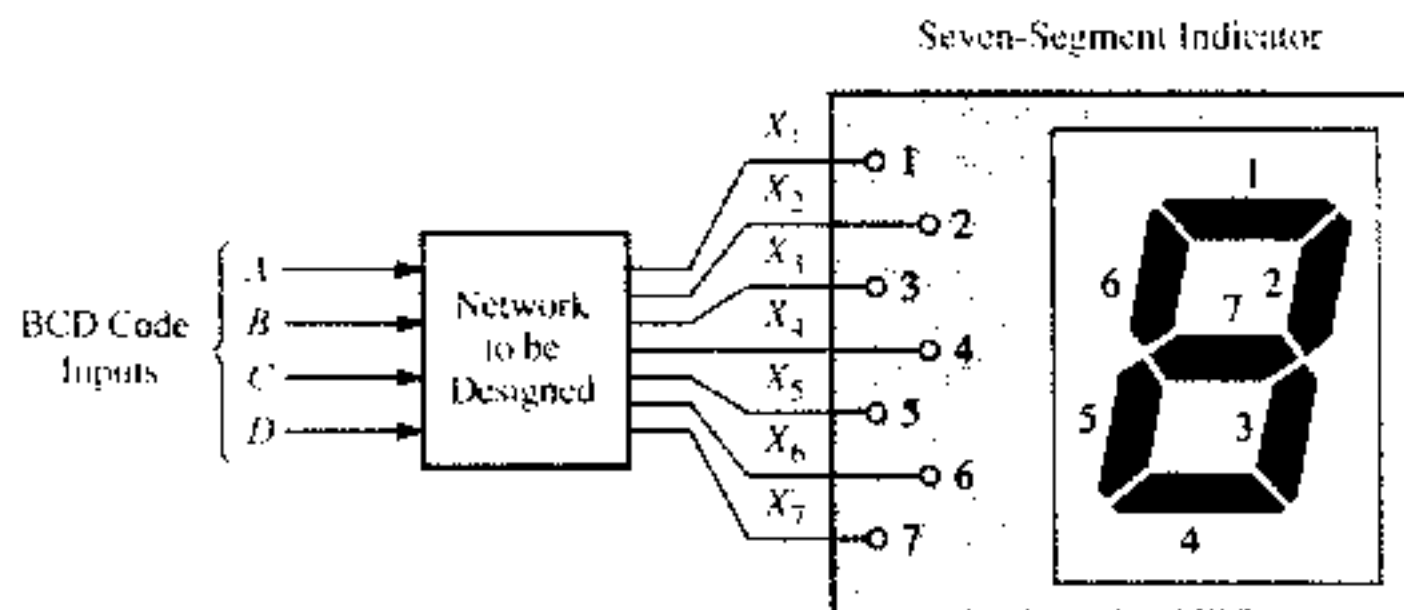 Seven-Segment Indicator
BCD Code
Inputs
A
B
C
D
Network
to be
Designed
X1
X2
X3
X4
X5
X6
X7
1
2
3
4
5
6
7
1
6
2
7
5
3
4